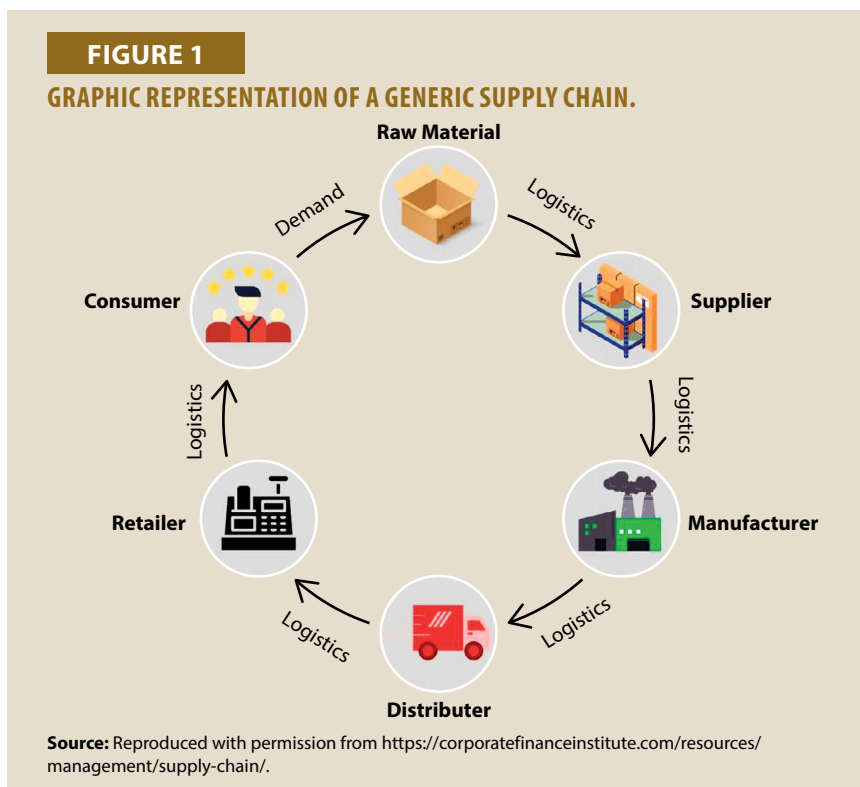 FIGURE 1
GRAPHIC REPRESENTATION OF A GENERIC SUPPLY CHAIN.
Raw Material
Logistics
Supplier
Logistics
Manufacturer
Logistics
Distributer
Logistics
Retailer
Logistics
Consumer
Demand
Source: Reproduced with permission from https://corporatefinanceinstitute.com/resources/
management/supply-chain/.